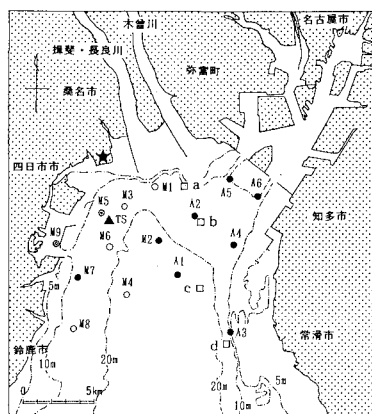 木曽川
名古屋市
揖斐・長良川
弥富町
桑名市
四日市市
M1
a
A5
A6
M3
M5
TS
A2
b
知多市
M9
M6
M2
A4
M7
A1
5m
M4
c
M8
A3
常滑市
d
鈴鹿市
10m
20m
20m
5m
10m
0
5km